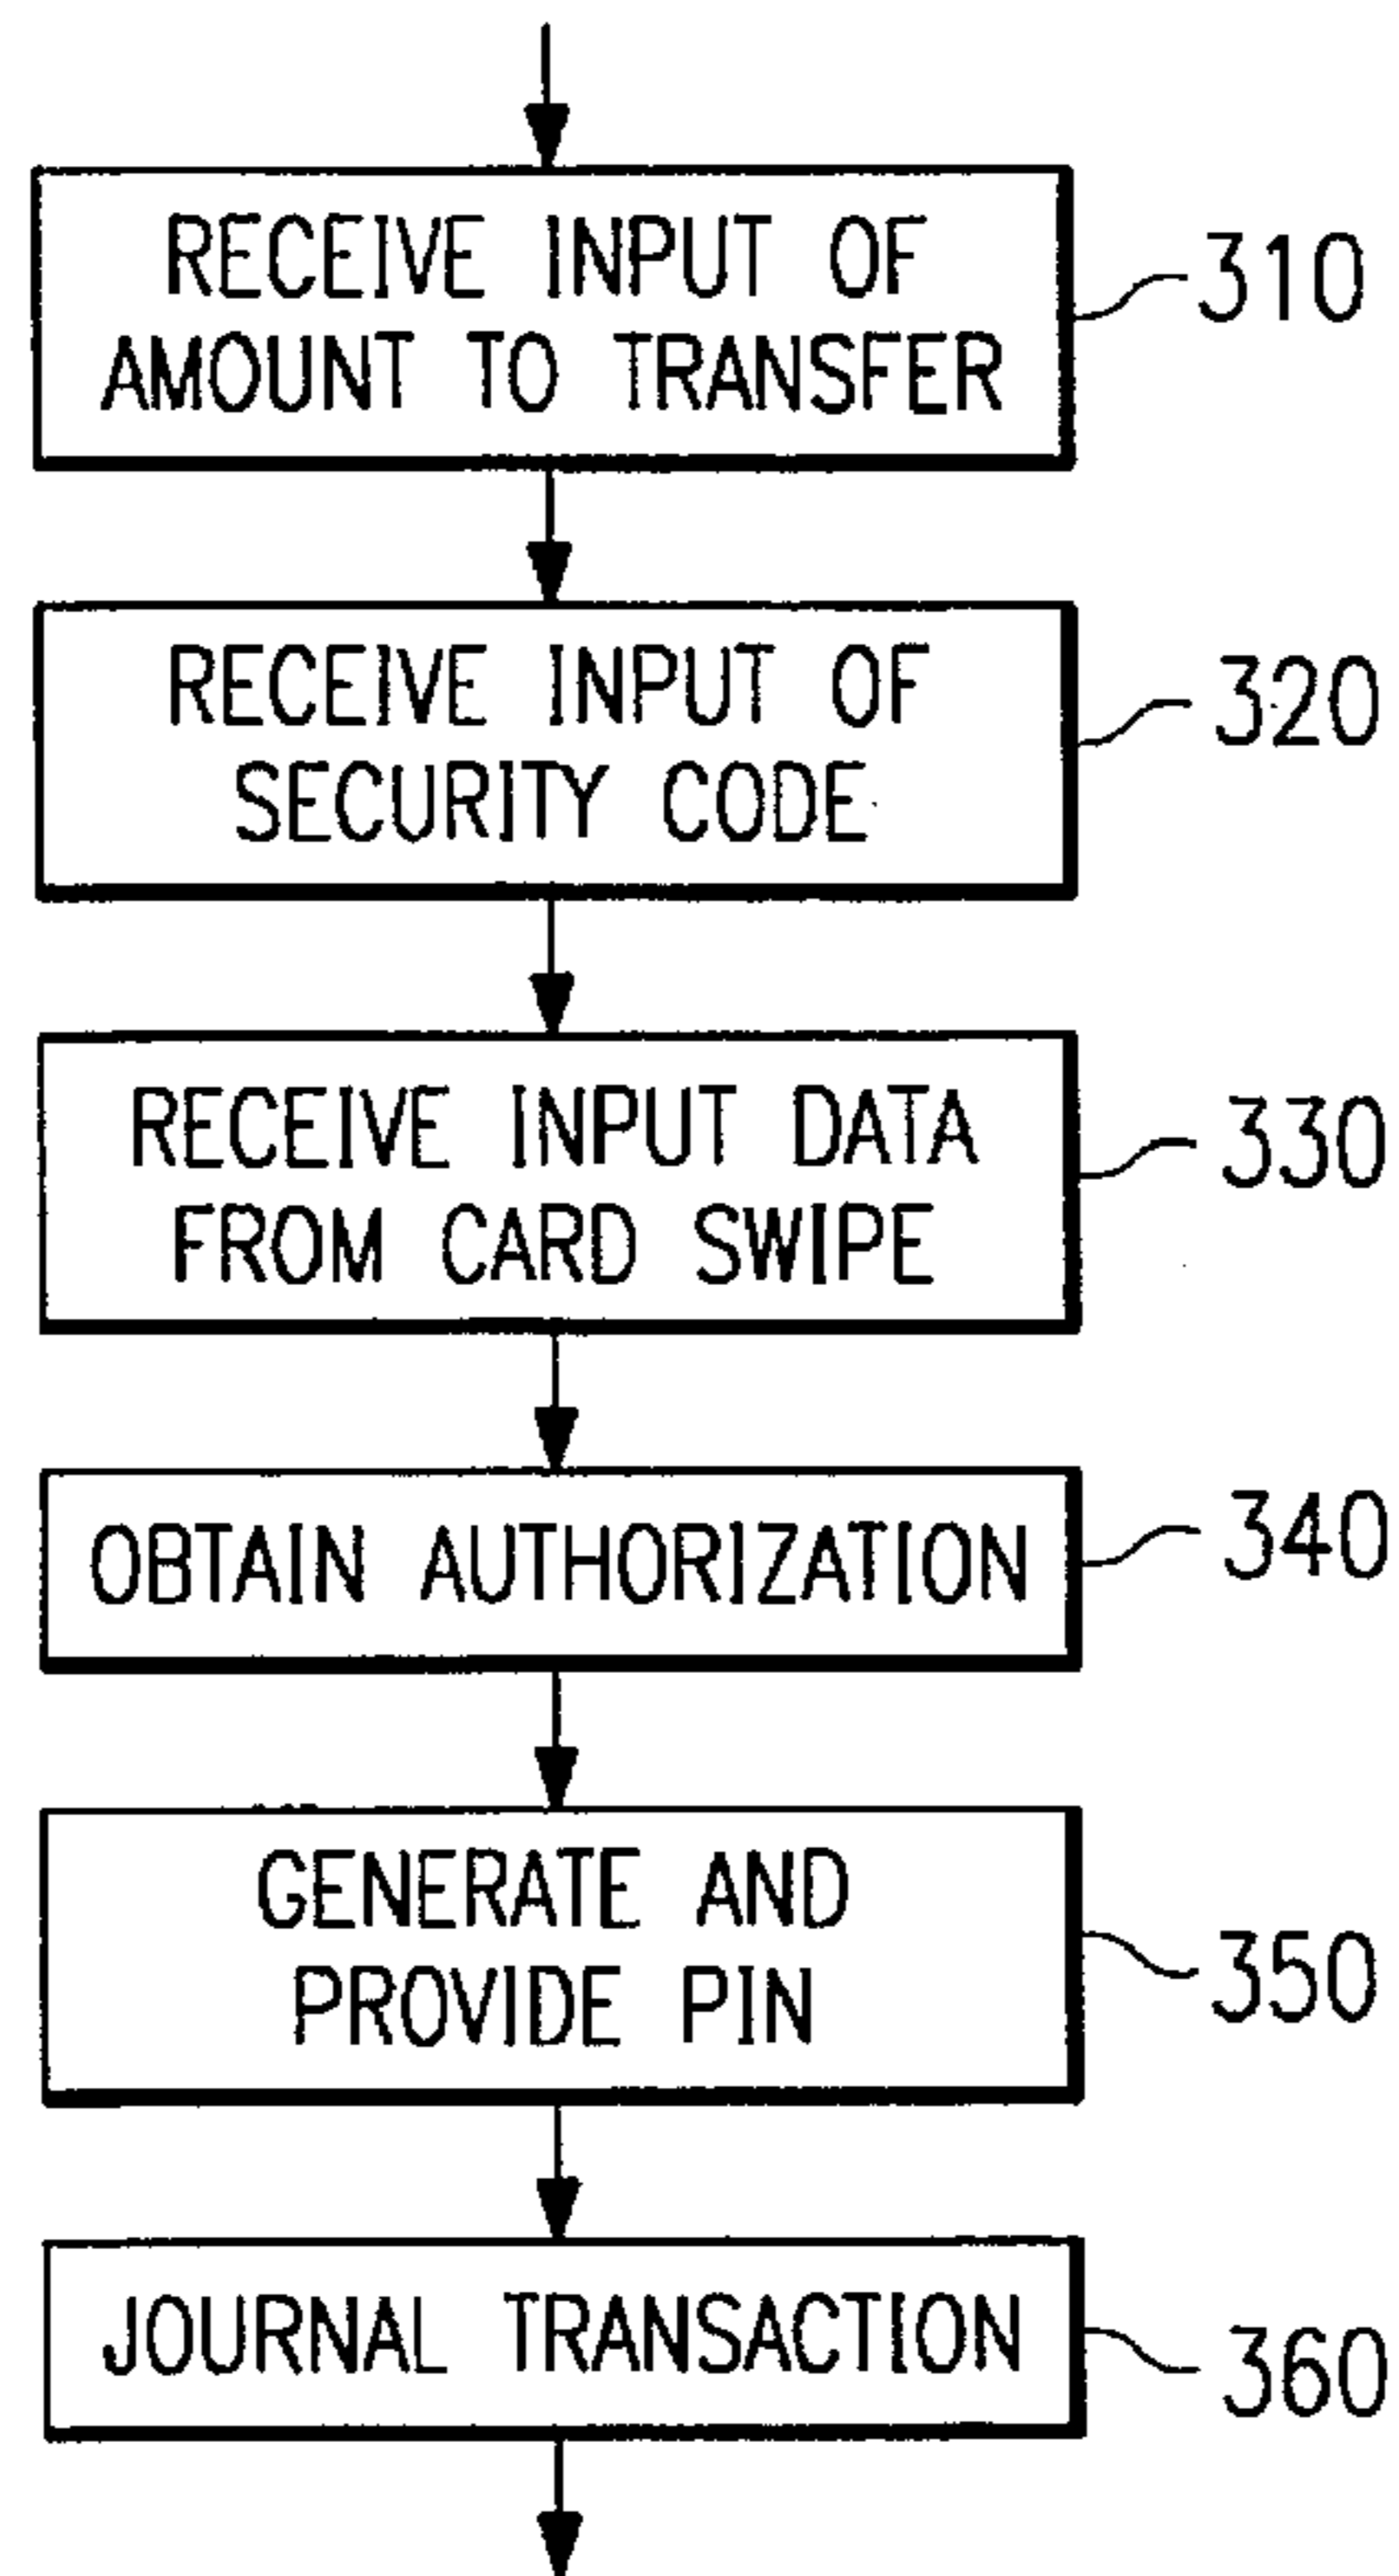 RECEIVE INPUT OF
AMOUNT TO TRANSFER
310
RECEIVE INPUT OF
SECURITY CODE
320
RECEIVE INPUT DATA
FROM CARD SWIPE
330
OBTAIN AUTHORIZATION
340
GENERATE AND
PROVIDE PIN
350
JOURNAL TRANSACTION
360